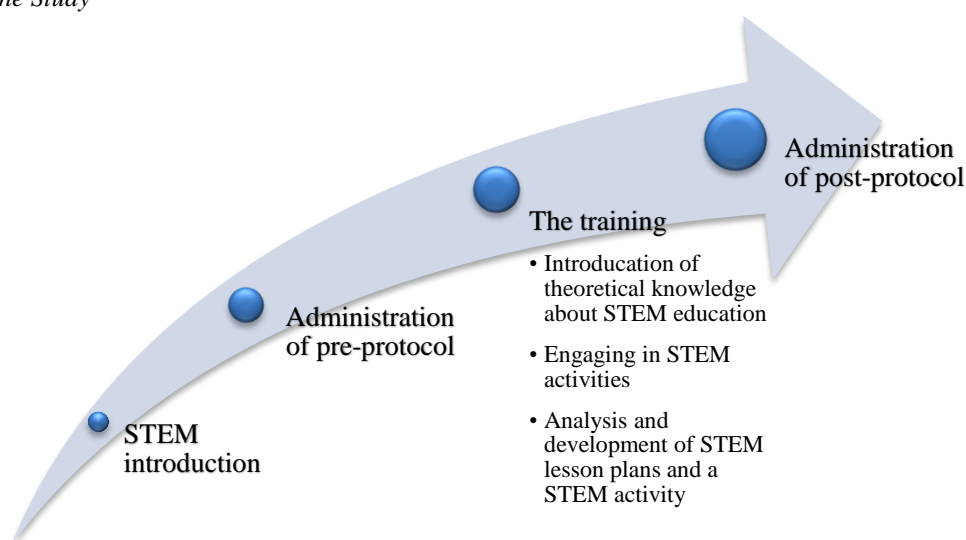 he Study
Administration
of post-protocol
The training
• Introducation of
theoretical knowledge
about STEM education
• Engaging in STEM
activities
• Analysis and
development of STEM
lesson plans and a
STEM activity
Administration
of pre-protocol
STEM
introduction